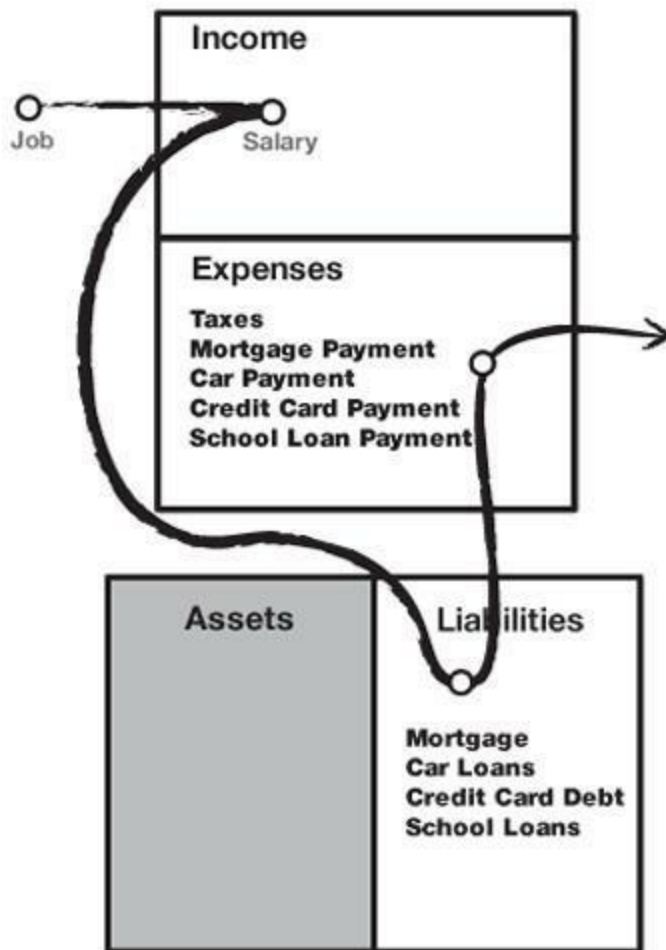 Income
Job
Salary
Expenses
Taxes
Mortgage Payment
Car Payment
Credit Card Payment
School Loan Payment
Assets
Liabilities
Mortgage
Car Loans
Credit Card Debt
School Loans